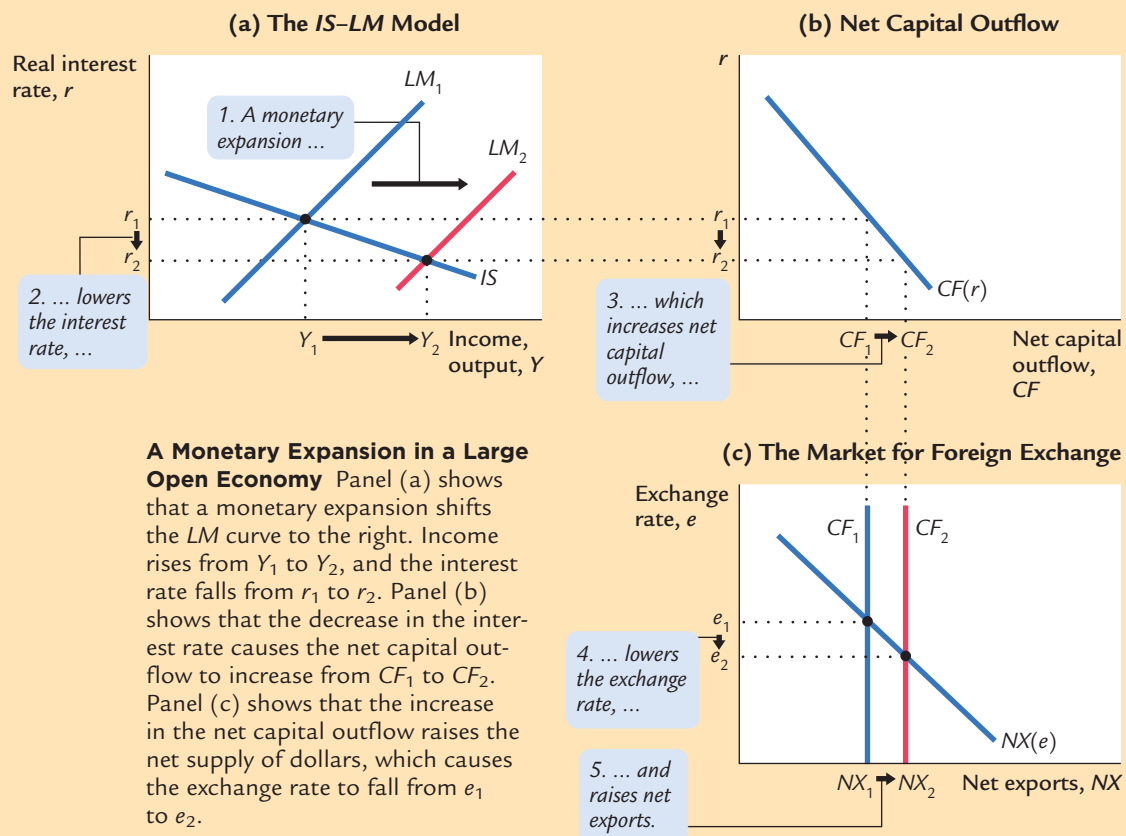 (a) The IS–LM Model
Real interest
rate, r
LM1
1. A monetary
expansion ...
LM2
r1
r2
IS
2. ... lowers
the interest
rate, ...
Y1
Y2
Income,
output, Y
(b) Net Capital Outflow
r
r1
r2
CF(r)
3. ... which
increases net
capital
outflow, ...
CF1
CF2
Net capital
outflow,
CF
A Monetary Expansion in a Large
Open Economy Panel (a) shows
that a monetary expansion shifts
the LM curve to the right. Income
rises from Y1 to Y2, and the interest
rate falls from r1 to r2. Panel (b)
shows that the decrease in the inter-
est rate causes the net capital out-
flow to increase from CF1 to CF2.
Panel (c) shows that the increase
in the net capital outflow raises the
net supply of dollars, which causes
the exchange rate to fall from e1
to e2.
(c) The Market for Foreign Exchange
Exchange
rate, e
CF1
CF2
e1
e2
4. ... lowers
the exchange
rate, ...
NX(e)
5. ... and
raises net
exports.
NX1
NX2
Net exports, NX